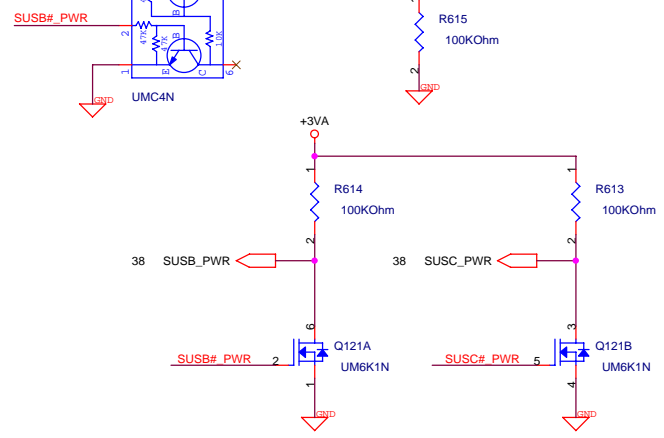 SUSB#_PWR
2
47K
47K
B
B
10K
1
E
C
6
GND
UMC4N
R615
100KOhm
2
GND
+3VA
1
R614
100KOhm
2
1
R613
100KOhm
2
38 SUSB_PWR
38 SUSC_PWR
6
Q121A
UM6K1N
SUSB#_PWR
2
1
GND
3
Q121B
UM6K1N
SUSC#_PWR
5
4
GND